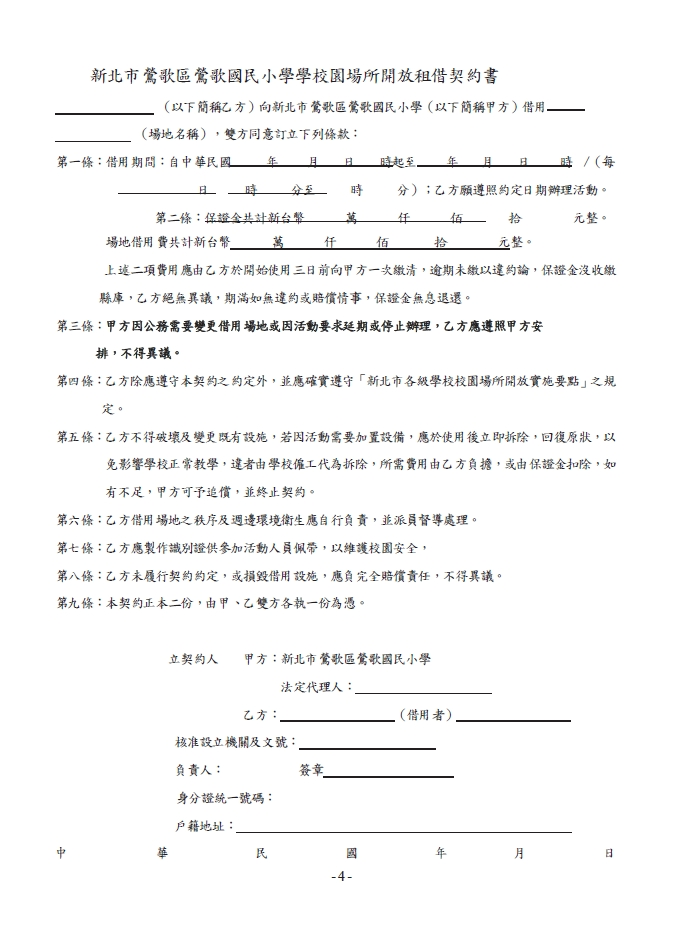 新北市鶯歌區鶯歌國民小學學校園場所開放租借契約書
（以下簡稱乙方）向新北市鶯歌區鶯歌國民小學（以下簡稱甲方）借用
（場地名稱），雙方同意訂立下列條款：
第一條：借用期間：自中華民國 年 月 日 時起至 年 月 日 時 /（每
日 時 分至 時 分）；乙方願遵照約定日期辦理活動。
第二條：保證金共計新台幣 萬 仟 佰 拾 元整。
場地借用費共計新台幣 萬 仟 佰 拾 元整。
上述二項費用應由乙方於開始使用三日前向甲方一次繳清，逾期未繳以違約論，保證金沒收繳
縣庫，乙方絕無異議，期滿如無違約或賠償情事，保證金無息退還。
第三條：甲方因公務需要變更借用場地或因活動要求延期或停止辦理，乙方應遵照甲方安
排，不得異議。
第四條：乙方除應遵守本契約之約定外，並應確實遵守「新北市各級學校校園場所開放實施要點」之規
定。
第五條：乙方不得破壞及變更既有設施，若因活動需要加置設備，應於使用後立即拆除，回復原狀，以
免影響學校正常教學，違者由學校僱工代為拆除，所需費用由乙方負擔，或由保證金扣除，如
有不足，甲方可予追償，並終止契約。
第六條：乙方借用場地之秩序及週邊環境衛生應自行負責，並派員督導處理。
第七條：乙方應製作識別證供參加活動人員佩帶，以維護校園安全，
第八條：乙方未履行契約約定，或損毀借用設施，應負完全賠償責任，不得異議。
第九條：本契約正本二份，由甲、乙雙方各執一份為憑。
立契約人 甲方：新北市鶯歌區鶯歌國民小學
法定代理人：
乙方： （借用者）
核准設立機關及文號：
負責人： 簽章
身分證統一號碼：
戶籍地址：
中 華 民 國 年 月 日
-4-